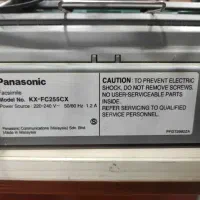 Panasonic
Facsimile
Model No. KX-FC255CX
Power Source: 220-240 V~ 50/60 Hz 1.2 A
Panasonic Communications (Malaysia) Sdn. Bhd.
Made in Malaysia
CAUTION: TO PREVENT ELECTRIC
SHOCK, DO NOT REMOVE SCREWS.
NO USER-SERVICEABLE PARTS
INSIDE.
REFER SERVICING TO QUALIFIED
SERVICE PERSONNEL.